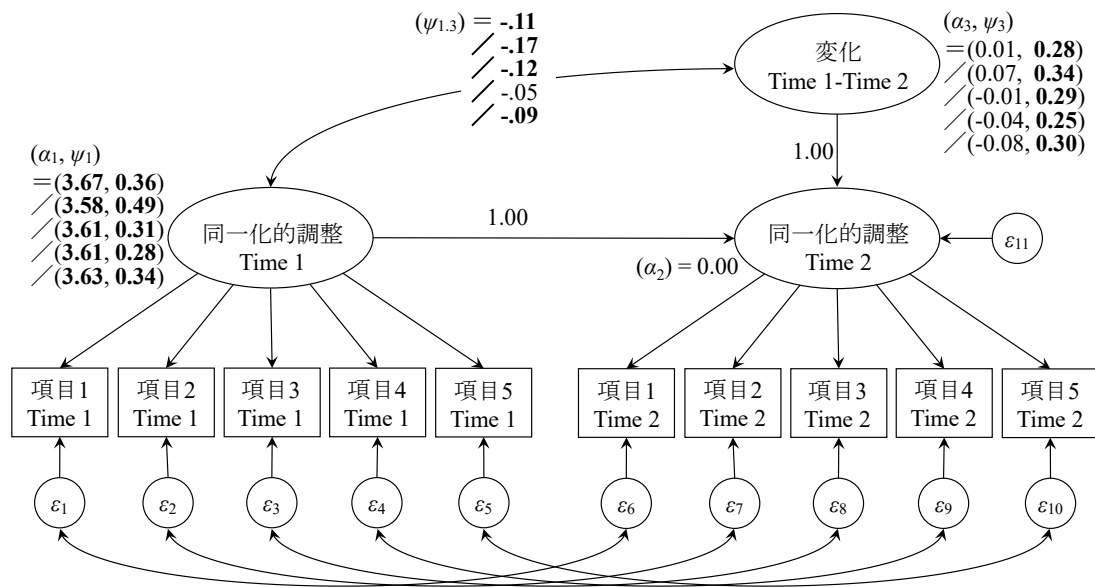 (ψ1.3) = -.11
／ -.17
／ -.12
／ -.05
／ -.09
変化
Time 1-Time 2
(α3, ψ3)
=(0.01, 0.28)
／(0.07, 0.34)
／(-0.01, 0.29)
／(-0.04, 0.25)
／(-0.08, 0.30)
1.00
(α1, ψ1)
=(3.67, 0.36)
／(3.58, 0.49)
／(3.61, 0.31)
／(3.61, 0.28)
／(3.63, 0.34)
同一化的調整
Time 1
1.00
同一化的調整
Time 2
(α2) = 0.00
ε11
項目1
Time 1
項目2
Time 1
項目3
Time 1
項目4
Time 1
項目5
Time 1
項目1
Time 2
項目2
Time 2
項目3
Time 2
項目4
Time 2
項目5
Time 2
ε1
ε2
ε3
ε4
ε5
ε6
ε7
ε8
ε9
ε10